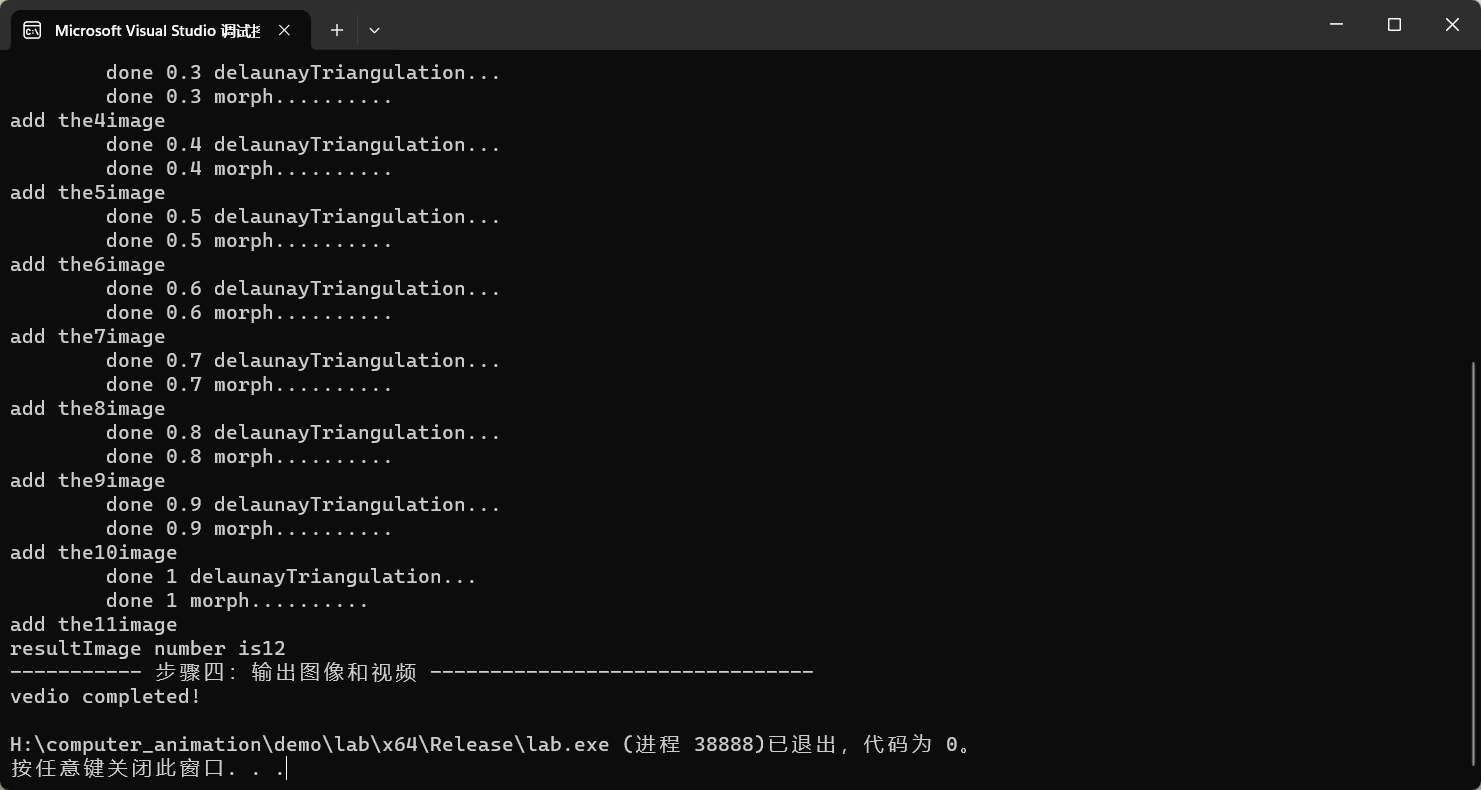 Microsoft Visual Studio 调试控
done 0.3 delaunayTriangulation...
done 0.3 morph..........
add the4image
done 0.4 delaunayTriangulation...
done 0.4 morph..........
add the5image
done 0.5 delaunayTriangulation...
done 0.5 morph..........
add the6image
done 0.6 delaunayTriangulation...
done 0.6 morph..........
add the7image
done 0.7 delaunayTriangulation...
done 0.7 morph..........
add the8image
done 0.8 delaunayTriangulation...
done 0.8 morph..........
add the9image
done 0.9 delaunayTriangulation...
done 0.9 morph..........
add the10image
done 1 delaunayTriangulation...
done 1 morph..........
add the11image
resultImage number is12
----------- 步骤四：输出图像和视频 --------------------------------
vedio completed!
H:\computer_animation\demo\lab\x64\Release\lab.exe (进程 38888)已退出，代码为 0。
按任意键关闭此窗口. . .